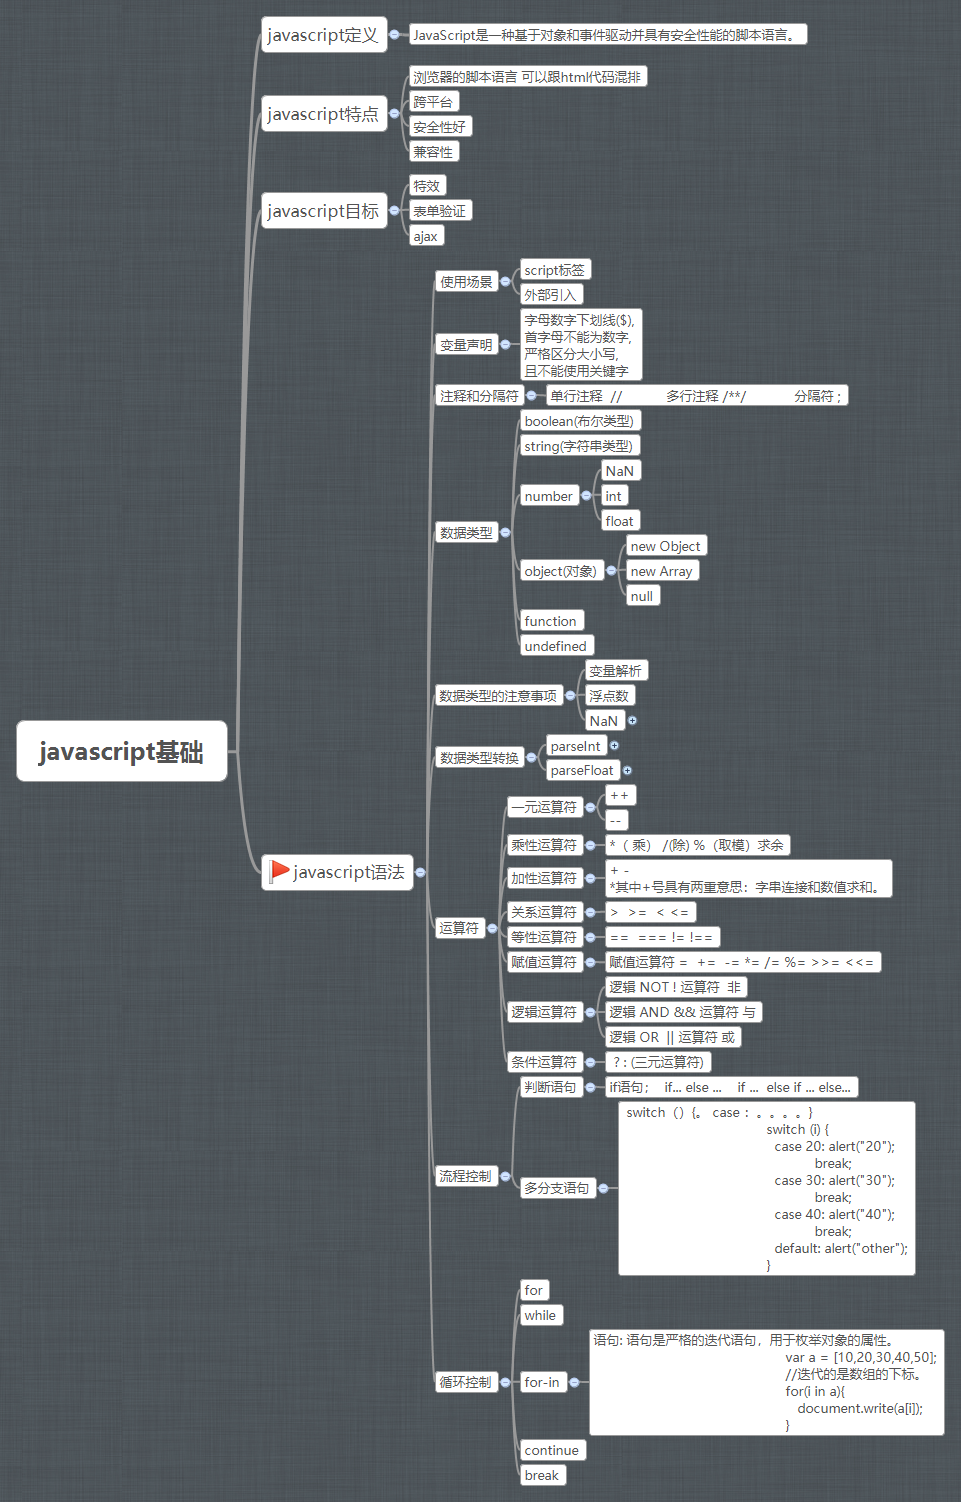 javascript定义
JavaScript是一种基于对象和事件驱动并具有安全性能的脚本语言。
javascript特点
浏览器的脚本语言 可以跟html代码混排
跨平台
安全性好
兼容性
javascript目标
特效
表单验证
ajax
javascript基础
javascript语法
使用场景
script标签
外部引入
变量声明
字母数字下划线($),
首字母不能为数字,
严格区分大小写,
且不能使用关键字
注释和分隔符
单行注释 // 多行注释 /**/ 分隔符 ;
数据类型
boolean(布尔类型)
string(字符串类型)
number
NaN
int
float
object(对象)
new Object
new Array
null
function
undefined
数据类型的注意事项
变量解析
浮点数
NaN
数据类型转换
parseInt
parseFloat
运算符
一元运算符
++
--
乘性运算符
*（ 乘） /(除) %（取模）求余
加性运算符
+ -
*其中+号具有两重意思：字串连接和数值求和。
关系运算符
> >= < <=
等性运算符
== === != !==
赋值运算符
赋值运算符 = += -= *= /= %= >>= <<=
逻辑运算符
逻辑 NOT ! 运算符 非
逻辑 AND && 运算符 与
逻辑 OR || 运算符 或
条件运算符
? : (三元运算符)
流程控制
判断语句
if语句； if... else ... if ... else if ... else...
多分支语句
switch（）{。 case ：。。。。}
switch (i) {
case 20: alert("20");
break;
case 30: alert("30");
break;
case 40: alert("40");
break;
default: alert("other");
}
循环控制
for
while
for-in
语句: 语句是严格的迭代语句，用于枚举对象的属性。
var a = [10,20,30,40,50];
//迭代的是数组的下标。
for(i in a){
document.write(a[i]);
}
continue
break